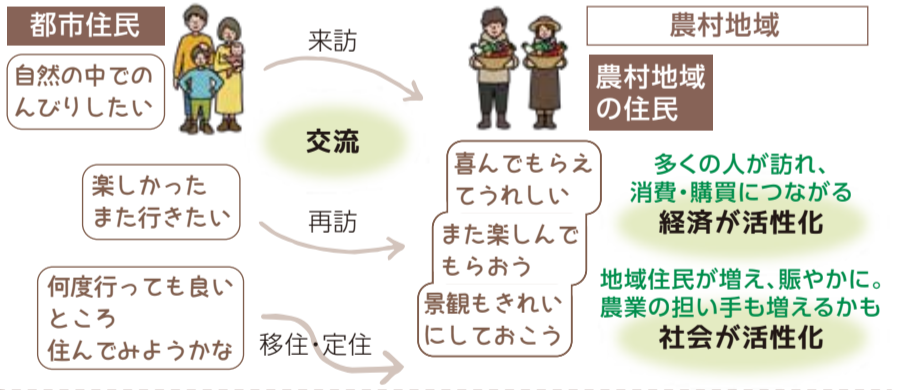 都市住民
自然の中での
んびりしたい
来訪
交流
農村地域
農村地域
の住民
楽しかった
また行きたい
再訪
喜んでもらえ
てうれしい
また楽しんで
もらおう
景観もきれい
にしておこう
多くの人が訪れ、
消費・購買につながる
経済が活性化
何度行っても良い
ところ
住んでみようかな
移住・定住
地域住民が増え、賑やかに。
農業の担い手も増えるかも
社会が活性化